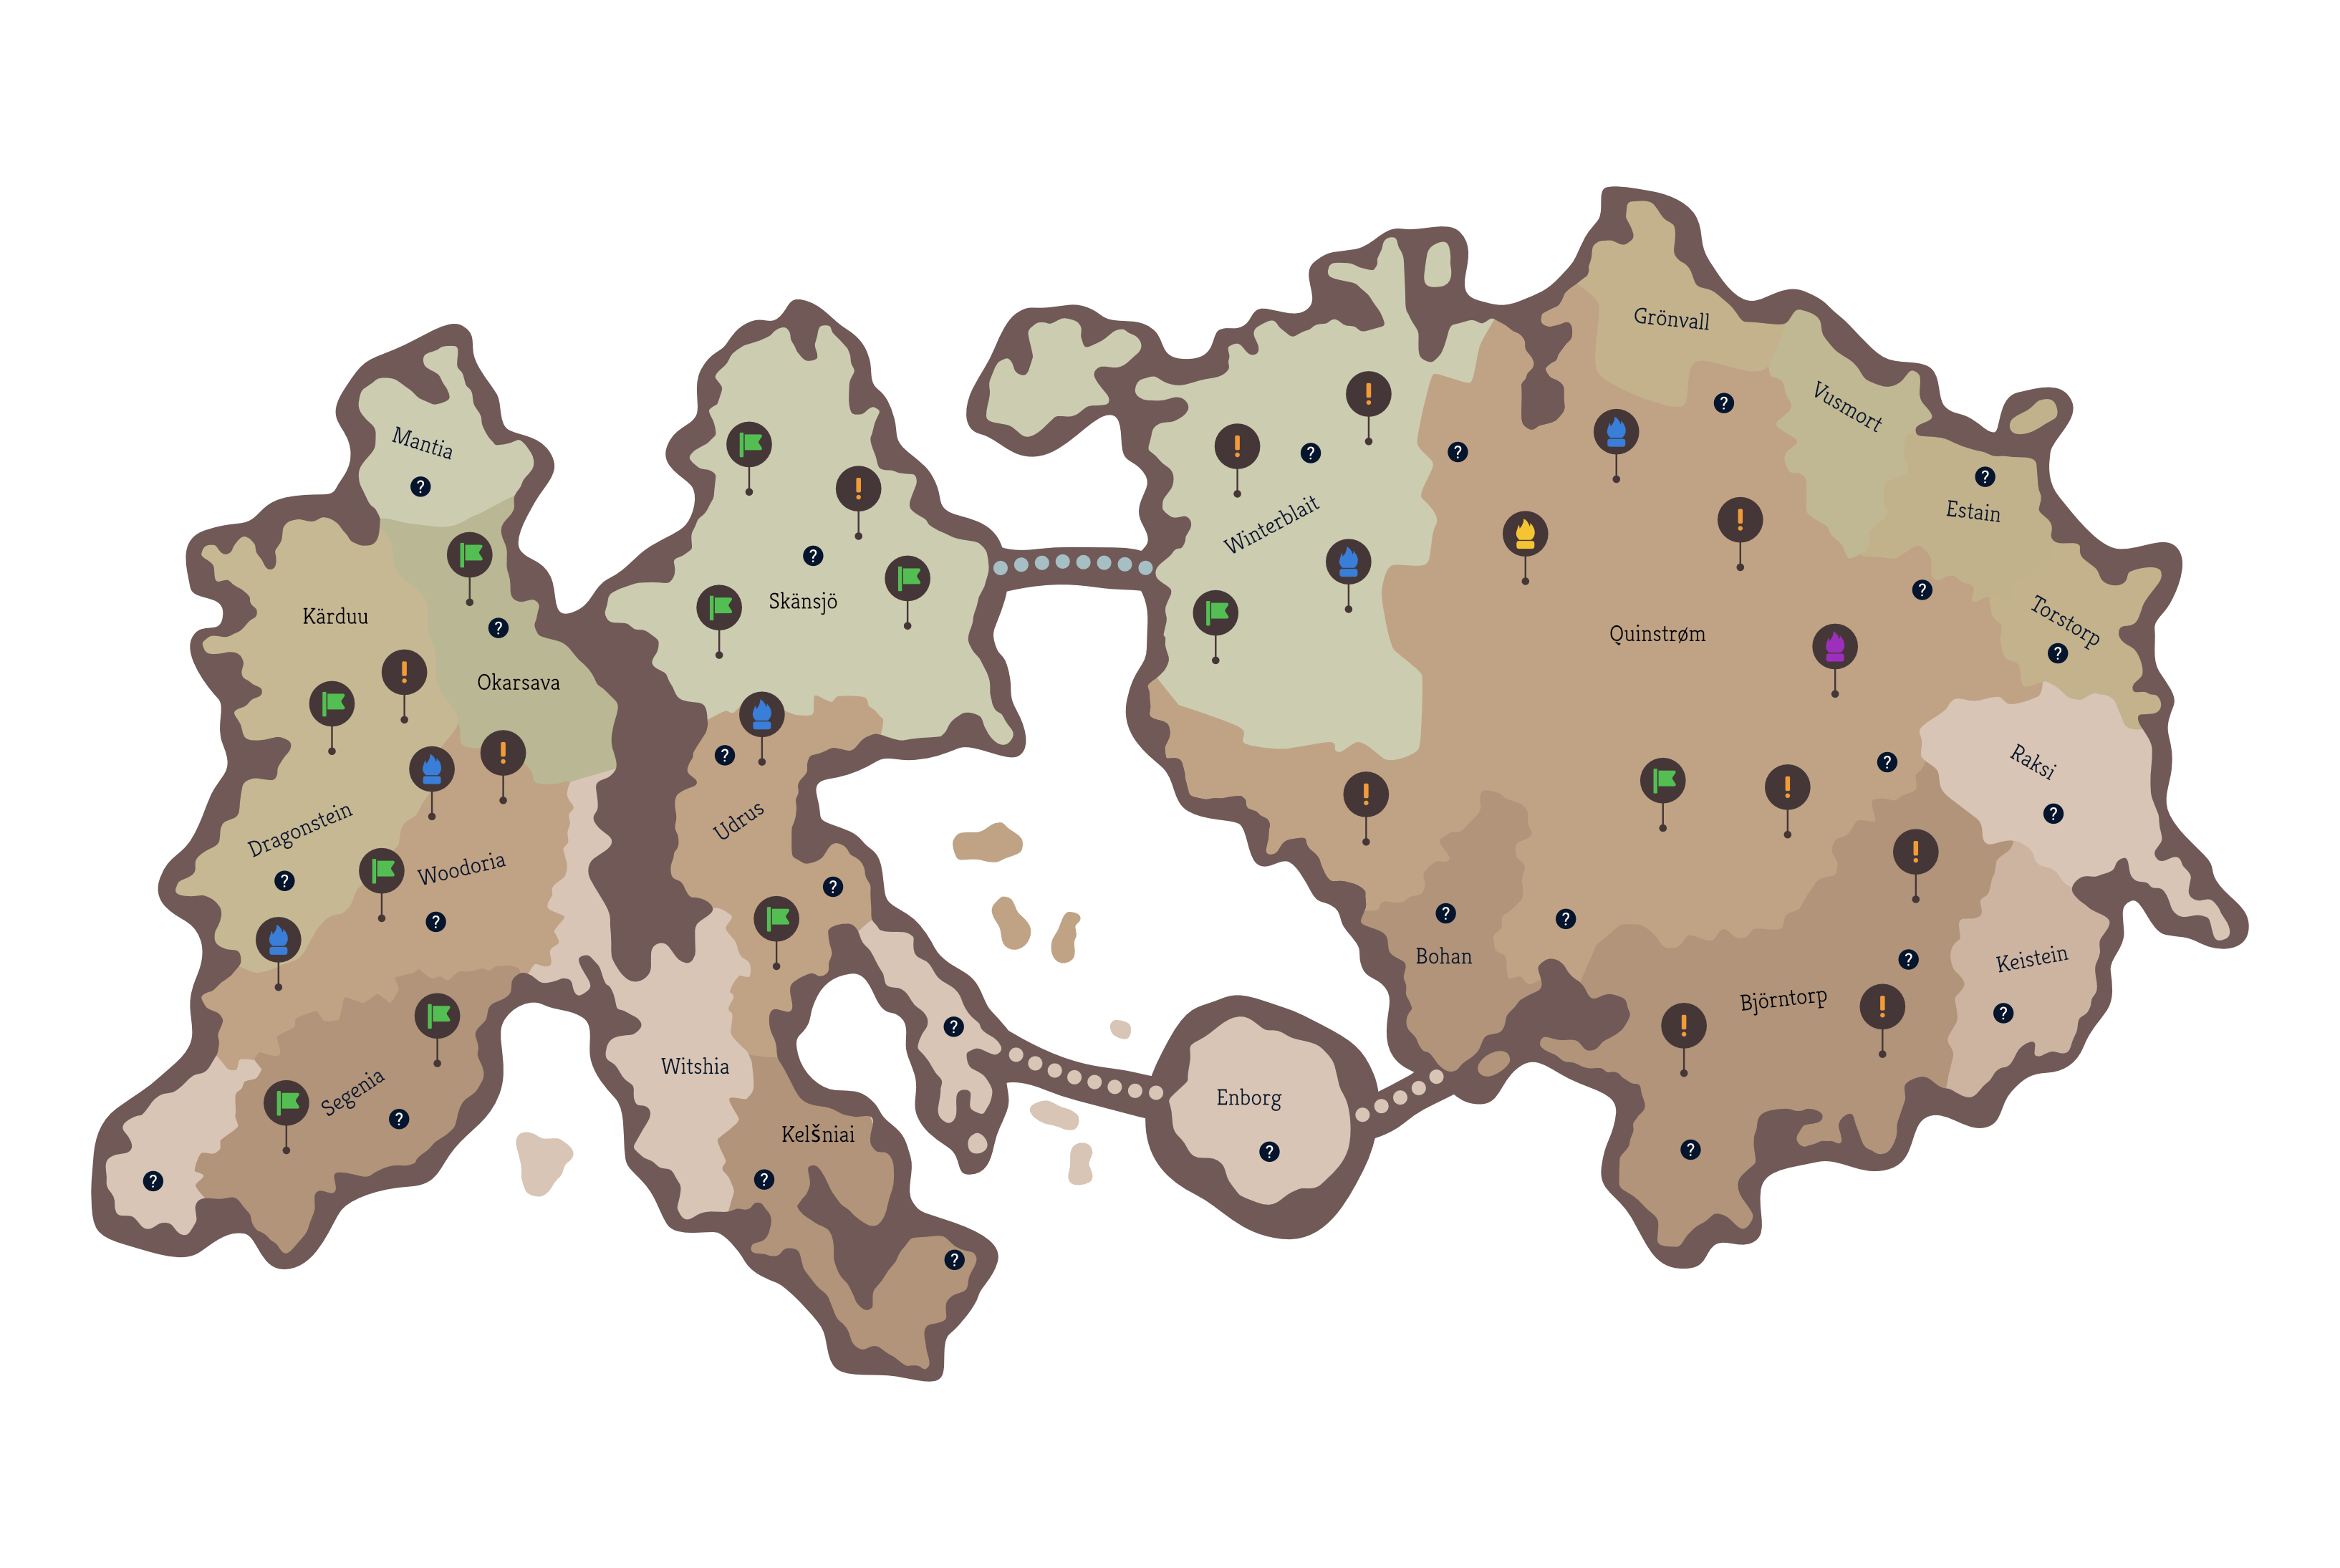 Grönvall
Mantia
Vusmort
Winterblait
Estain
Skänsjö
Kärduu
Torstorp
Quinstrøm
Okarsava
Raksi
Udrus
Dragonstein
Woodoria
Bohan
Keistein
Björntorp
Witshia
Segenia
Enborg
Kelšniai